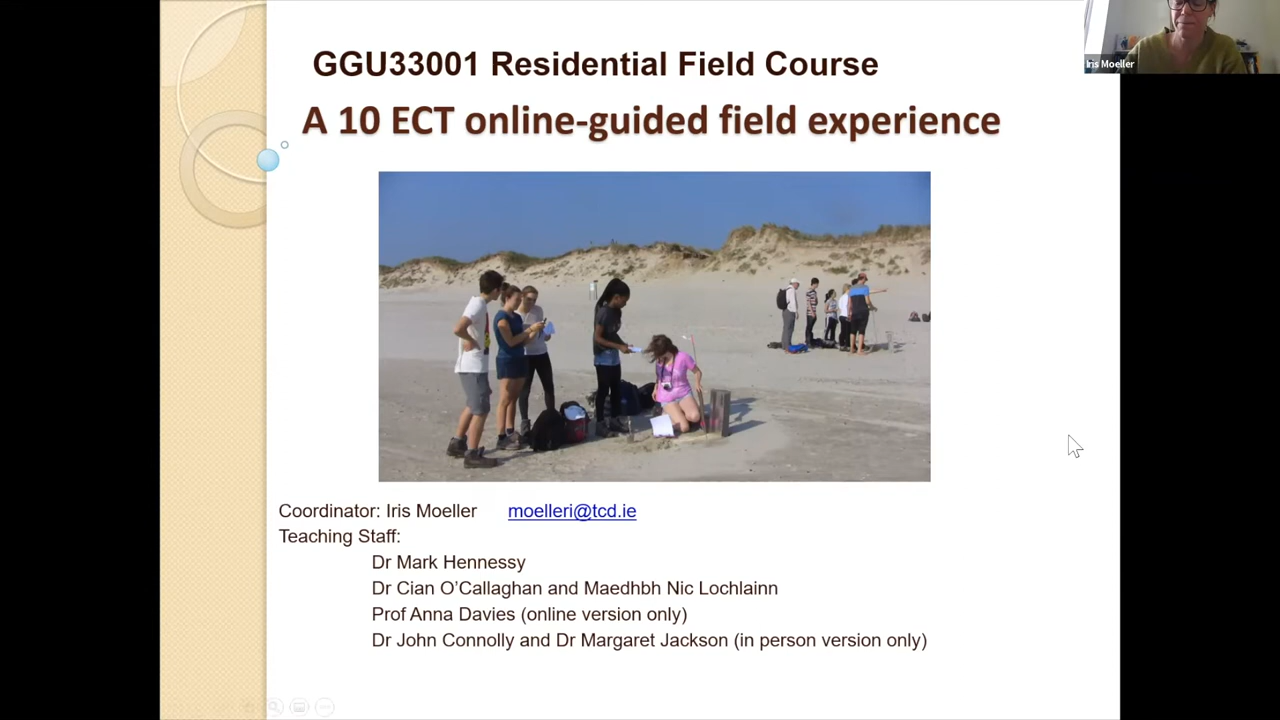 GGU33001 Residential Field Course
A 10 ECT online-guided field experience
Iris Moeller
Coordinator: Iris Moeller moelleri@tcd.ie
Teaching Staff:
Dr Mark Hennessy
Dr Cian O'Callaghan and Maedhbh Nic Lochlainn
Prof Anna Davies (online version only)
Dr John Connolly and Dr Margaret Jackson (in person version only)